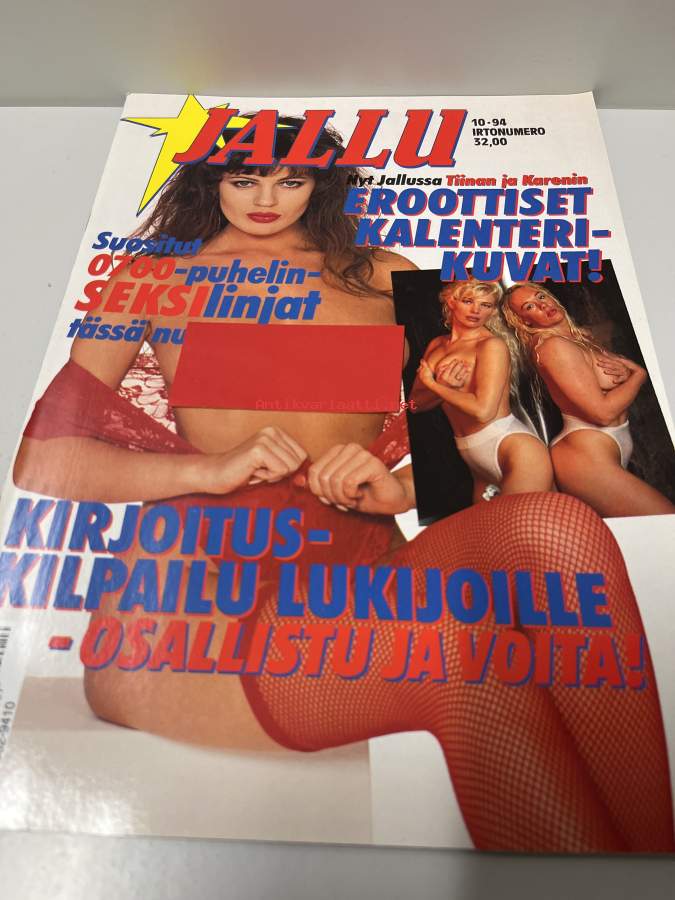 JALLU
10-94
IRTONUMERO
32,00
Nyt Jallussa Tiinan ja Karenin
EROOTTISET
KALENTERI-
KUVAT!
Suositut
0700-puhelin-
SEKSIlinjat
tässä nu
Antikvariaatti.net
KIRJOITUS-
KILPAILU LUKIJOILLE
- OSALLISTU JA VOITA!